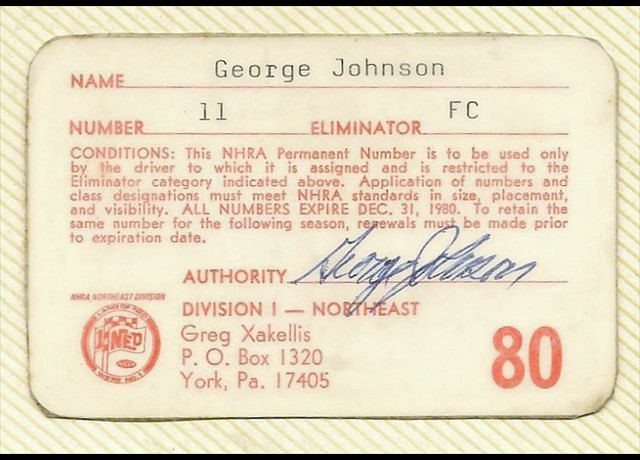 NAME George Johnson
NUMBER 11 ELIMINATOR FC
CONDITIONS: This NHRA Permanent Number is to be used only
by the driver to which it is assigned and is restricted to the
Eliminator category indicated above. Application of numbers and
class designations must meet NHRA standards in size, placement,
and visibility. ALL NUMBERS EXPIRE DEC. 31, 1980. To retain the
same number for the following season, renewals must be made prior
to expiration date.
AUTHORITY George Johnson
NHRA NORTHEAST DIVISION
DIVISION I — NORTHEAST
Greg Xakellis
P. O. Box 1320
York, Pa. 17405
80